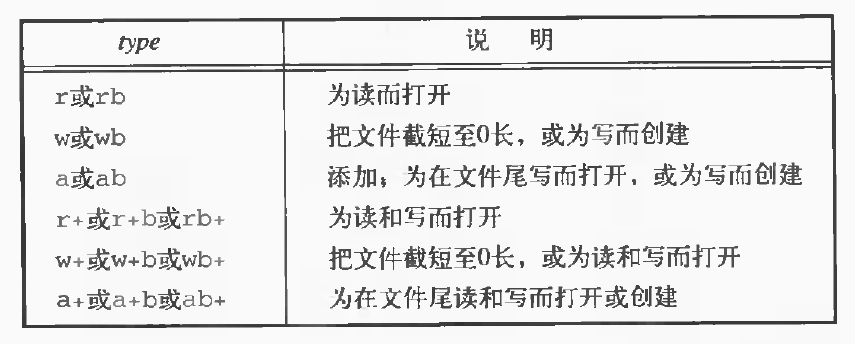 type 说 明
r或rb 为读而打开
w或wb 把文件截短至0长，或为写而创建
a或ab 添加；为在文件尾写而打开，或为写而创建
r+或r+b或rb+ 为读和写而打开
w+或w+b或wb+ 把文件截短至0长，或为读和写而打开
a+或a+b或ab+ 为在文件尾读和写而打开或创建